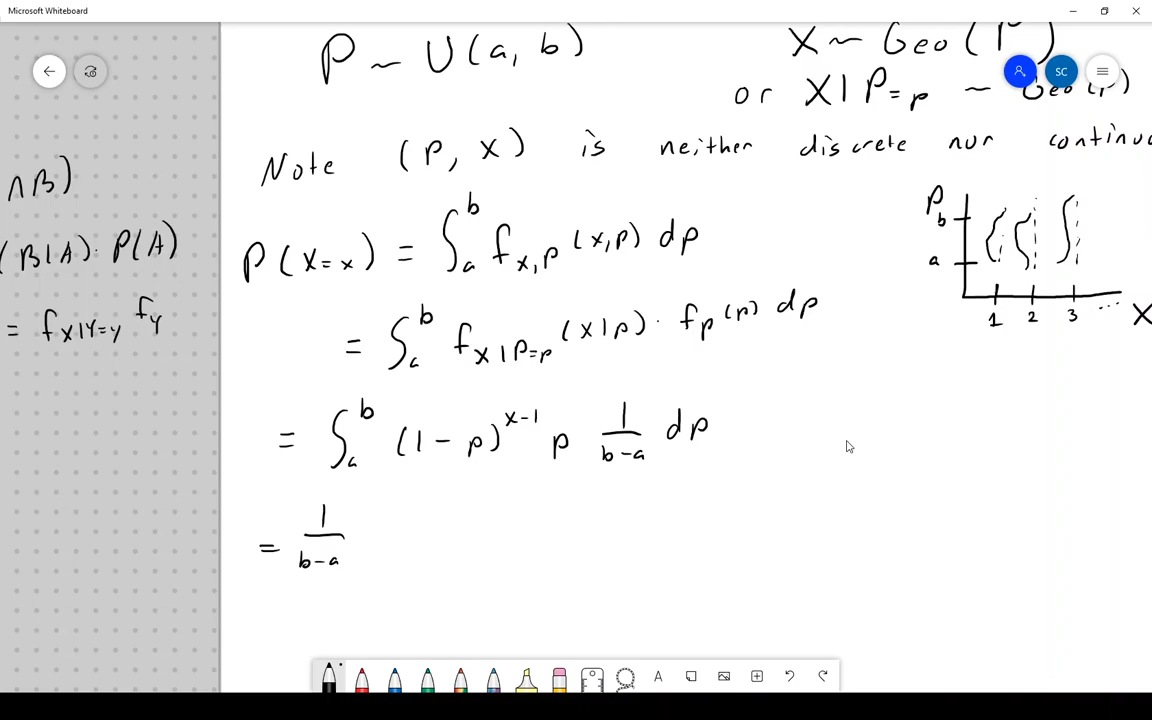 Microsoft Whiteboard
P ~ U(a, b)
X ~ Geo(P)
or X|P=p ~ Geo(P)
SC
Note (P, X) is neither discrete nor continuo
∩B)
(B|A)· P(A)
= f_{X|Y=y} f_y
P(X=x) = ∫_a^b f_{x,p}(x,p) dp
= ∫_a^b f_{X|P=p}(x|p) · f_p(p) dp
= ∫_a^b (1-p)^{x-1} p 1/(b-a) dp
= 1/(b-a)
P
b
a
1 2 3 ...
X
A